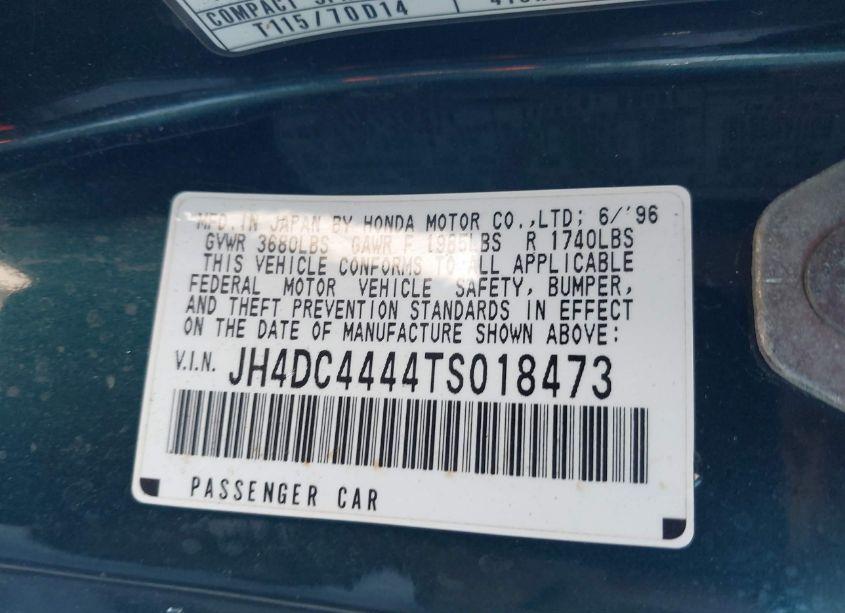 COMPACT
T115/70D14
MFD. IN JAPAN BY HONDA MOTOR CO.,LTD; 6/'96
GVWR 3680LBS GAWR F 1985LBS R 1740LBS
THIS VEHICLE CONFORMS TO ALL APPLICABLE
FEDERAL MOTOR VEHICLE SAFETY, BUMPER,
AND THEFT PREVENTION STANDARDS IN EFFECT
ON THE DATE OF MANUFACTURE SHOWN ABOVE:
V.I.N. JH4DC4444TS018473
PASSENGER CAR